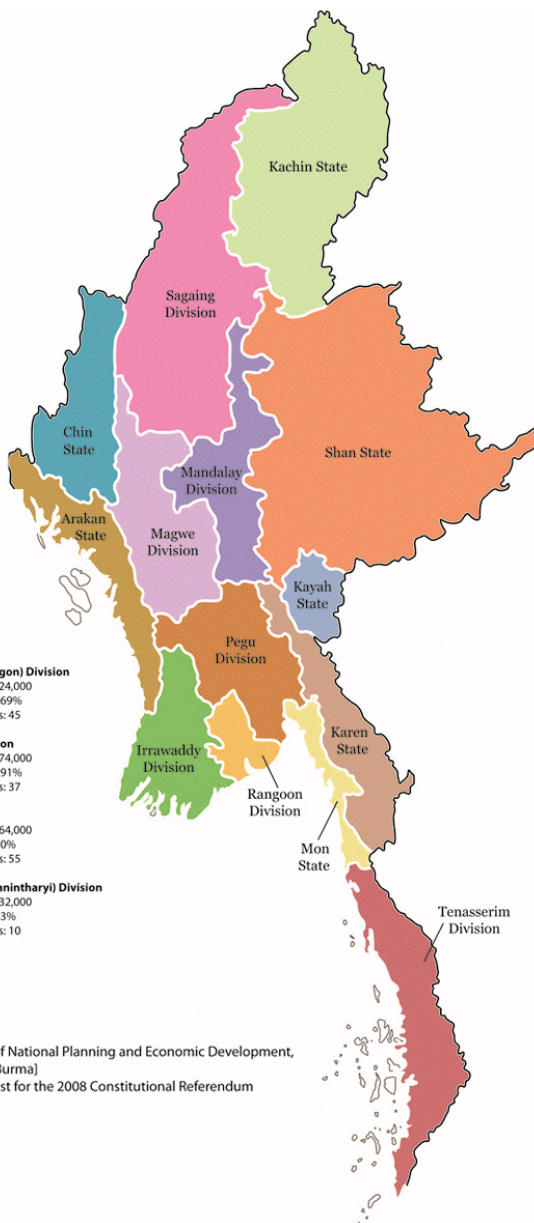 Kachin State
Sagaing
Division
Chin
State
Shan State
Mandalay
Division
Arakan
State
Magwe
Division
Kayah
State
Pegu
Division
Karen
State
Irrawaddy
Division
Rangoon
Division
Mon
State
Tenasserim
Division
gon) Division
24,000
69%
s: 45
on
74,000
91%
s: 37
64,000
0%
s: 55
anintharyi) Division
32,000
3%
s: 10
f National Planning and Economic Development,
Burma]
st for the 2008 Constitutional Referendum